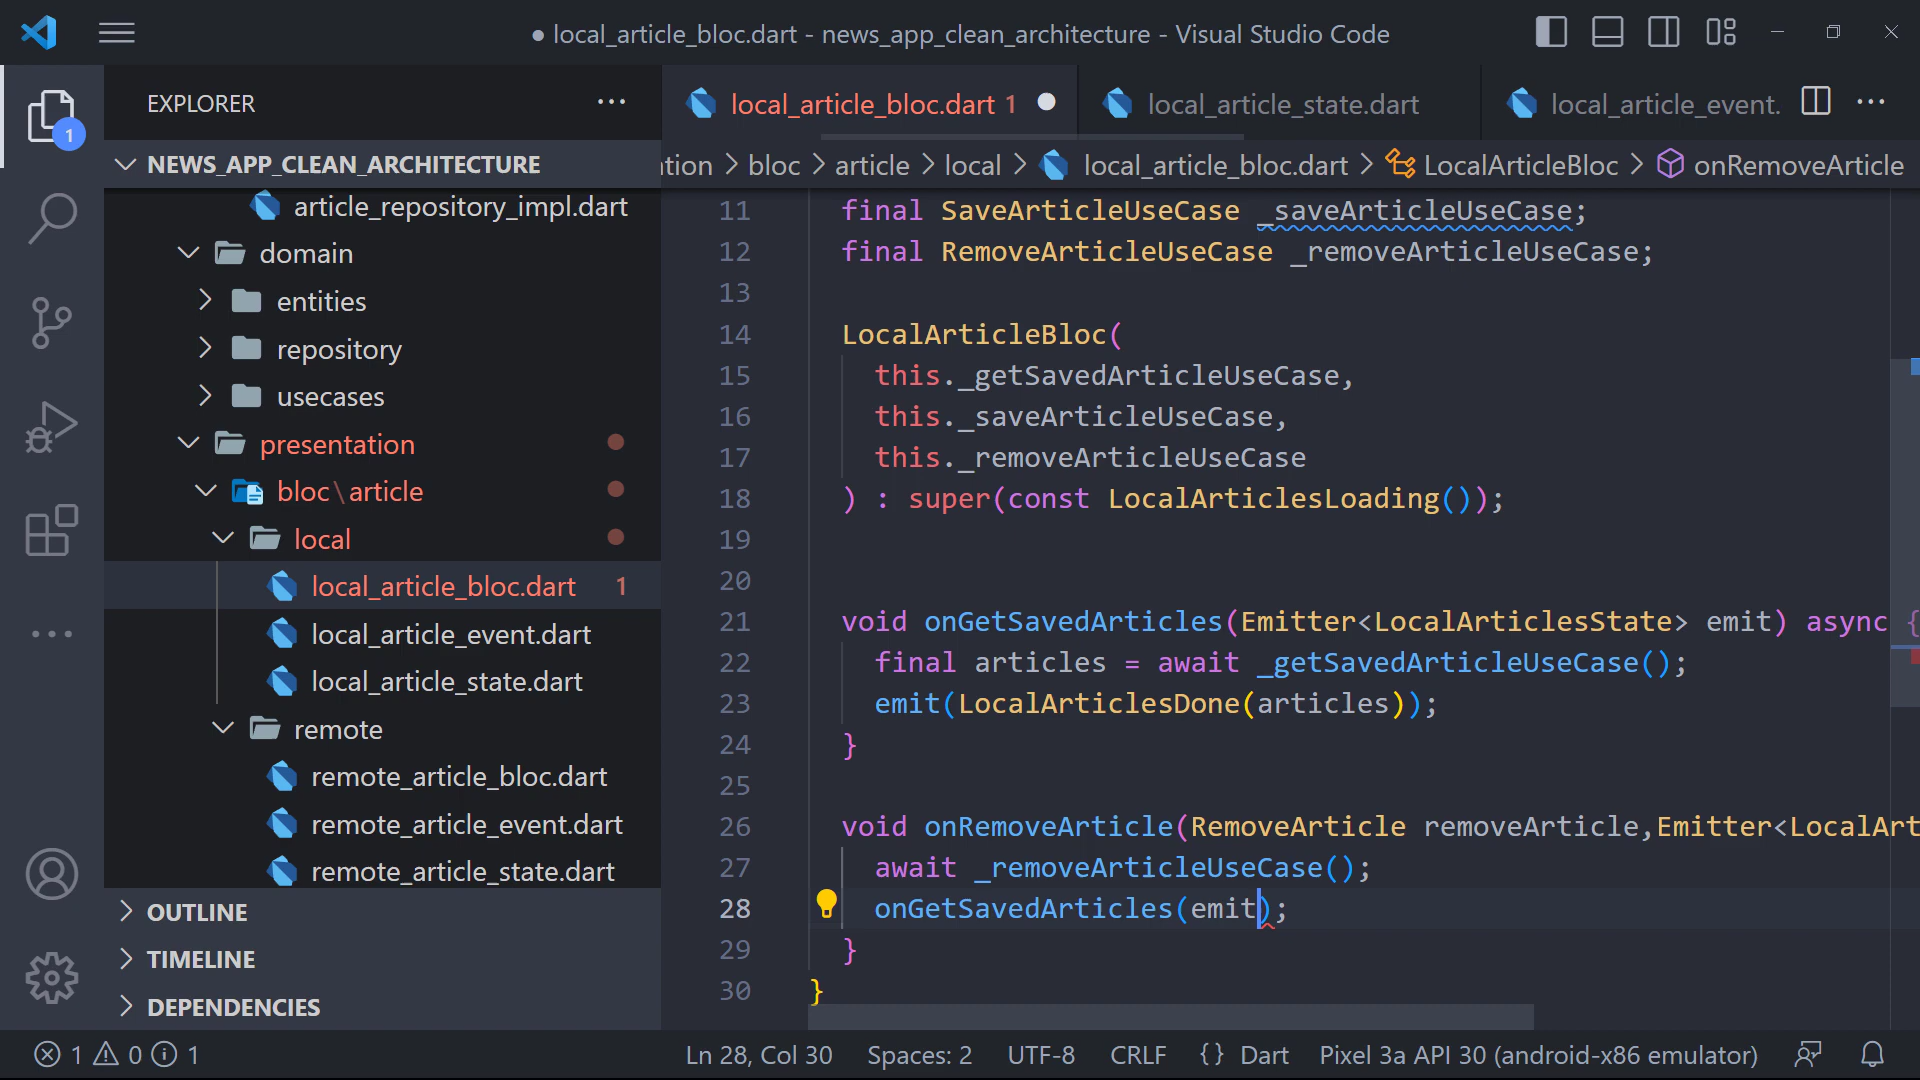 ● local_article_bloc.dart - news_app_clean_architecture - Visual Studio Code
EXPLORER
1
NEWS_APP_CLEAN_ARCHITECTURE
article_repository_impl.dart
domain
entities
repository
usecases
presentation
bloc\article
local
local_article_bloc.dart 1
local_article_event.dart
local_article_state.dart
remote
remote_article_bloc.dart
remote_article_event.dart
remote_article_state.dart
OUTLINE
TIMELINE
DEPENDENCIES
local_article_bloc.dart 1 ● local_article_state.dart local_article_event.
tion > bloc > article > local > local_article_bloc.dart > LocalArticleBloc > onRemoveArticle
11 final SaveArticleUseCase _saveArticleUseCase;
12 final RemoveArticleUseCase _removeArticleUseCase;
13
14 LocalArticleBloc(
15 this._getSavedArticleUseCase,
16 this._saveArticleUseCase,
17 this._removeArticleUseCase
18 ) : super(const LocalArticlesLoading());
19
20
21 void onGetSavedArticles(Emitter<LocalArticlesState> emit) async {
22 final articles = await _getSavedArticleUseCase();
23 emit(LocalArticlesDone(articles));
24 }
25
26 void onRemoveArticle(RemoveArticle removeArticle,Emitter<LocalArt
27 await _removeArticleUseCase();
28 onGetSavedArticles(emit);
29 }
30 }
1 0 1 Ln 28, Col 30 Spaces: 2 UTF-8 CRLF {} Dart Pixel 3a API 30 (android-x86 emulator)